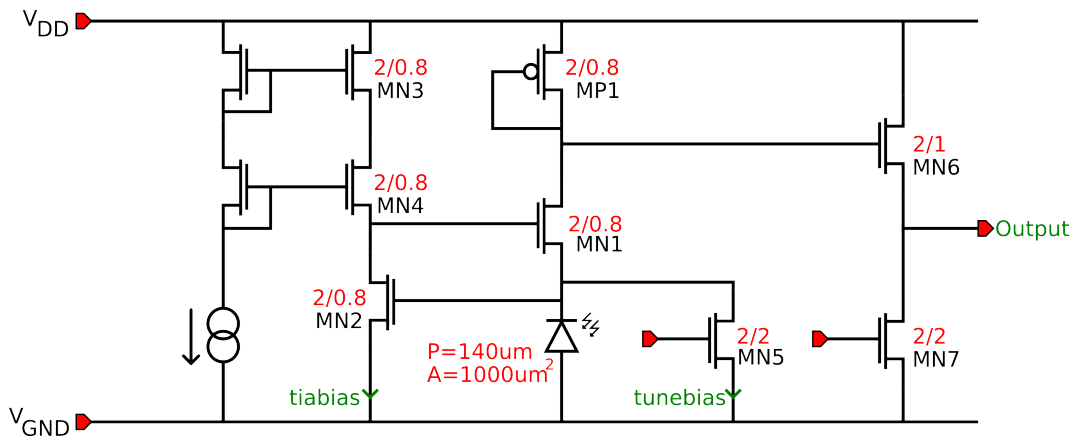 VDD
2/0.8
MN3
2/0.8
MP1
2/1
MN6
2/0.8
MN4
2/0.8
MN1
Output
2/0.8
MN2
P=140um
A=1000um2
2/2
MN5
2/2
MN7
tiabias
tunebias
VGND